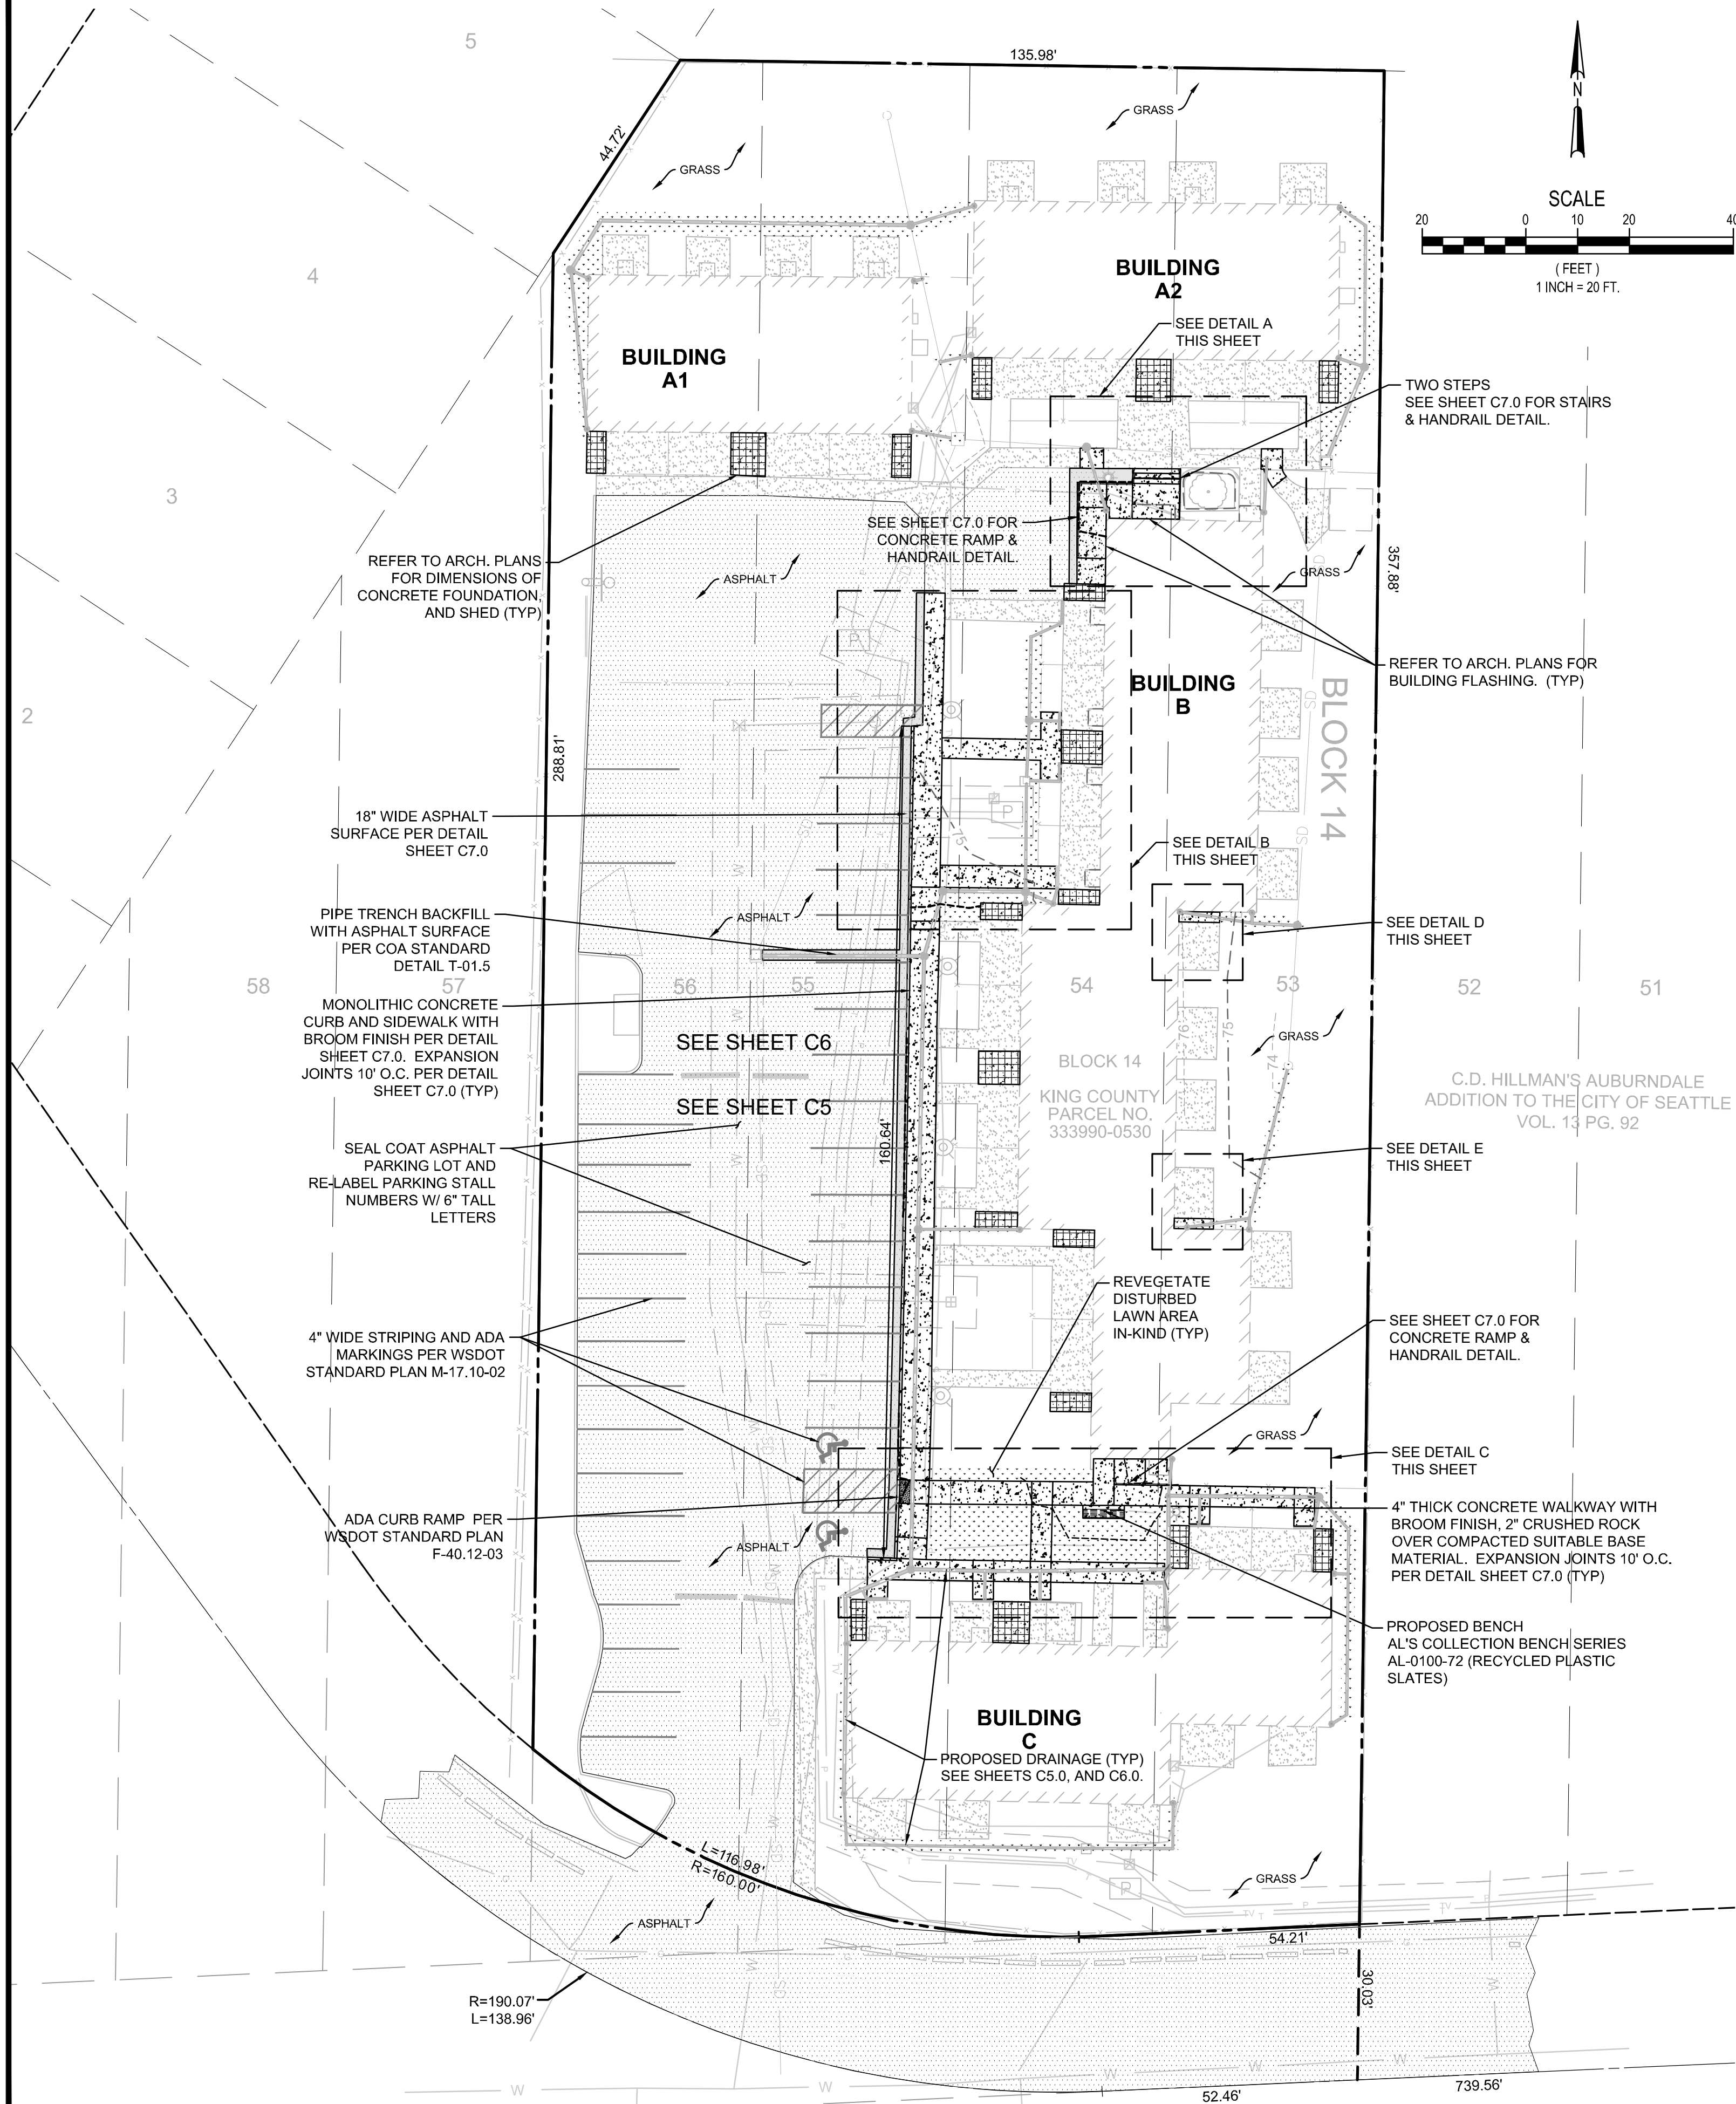 5
135.98'
44.72'
GRASS
GRASS
N
SCALE
20 0 10 20 40
( FEET )
1 INCH = 20 FT.
4
BUILDING
A2
BUILDING
A1
SEE DETAIL A
THIS SHEET
TWO STEPS
SEE SHEET C7.0 FOR STAIRS
& HANDRAIL DETAIL.
3
SEE SHEET C7.0 FOR
CONCRETE RAMP &
HANDRAIL DETAIL.
REFER TO ARCH. PLANS
FOR DIMENSIONS OF
CONCRETE FOUNDATION,
AND SHED (TYP)
ASPHALT
GRASS
357.88'
REFER TO ARCH. PLANS FOR
BUILDING FLASHING. (TYP)
2
BUILDING
B
BLOCK 14
288.81'
P
P
75
SD
SD
SD
18" WIDE ASPHALT
SURFACE PER DETAIL
SHEET C7.0
SEE DETAIL B
THIS SHEET
PIPE TRENCH BACKFILL
WITH ASPHALT SURFACE
PER COA STANDARD
DETAIL T-01.5
ASPHALT
SEE DETAIL D
THIS SHEET
58
57
56
55
54
53
52
51
MONOLITHIC CONCRETE
CURB AND SIDEWALK WITH
BROOM FINISH PER DETAIL
SHEET C7.0. EXPANSION
JOINTS 10' O.C. PER DETAIL
SHEET C7.0 (TYP)
SEE SHEET C6
SEE SHEET C5
76
75
74
GRASS
BLOCK 14
KING COUNTY
PARCEL NO.
333990-0530
C.D. HILLMAN'S AUBURNDALE
ADDITION TO THE CITY OF SEATTLE
VOL. 13 PG. 92
160.64'
SEAL COAT ASPHALT
PARKING LOT AND
RE-LABEL PARKING STALL
NUMBERS W/ 6" TALL
LETTERS
SEE DETAIL E
THIS SHEET
REVEGETATE
DISTURBED
LAWN AREA
IN-KIND (TYP)
4" WIDE STRIPING AND ADA
MARKINGS PER WSDOT
STANDARD PLAN M-17.10-02
SEE SHEET C7.0 FOR
CONCRETE RAMP &
HANDRAIL DETAIL.
GRASS
SEE DETAIL C
THIS SHEET
ADA CURB RAMP PER
WSDOT STANDARD PLAN
F-40.12-03
ASPHALT
4" THICK CONCRETE WALKWAY WITH
BROOM FINISH, 2" CRUSHED ROCK
OVER COMPACTED SUITABLE BASE
MATERIAL. EXPANSION JOINTS 10' O.C.
PER DETAIL SHEET C7.0 (TYP)
PROPOSED BENCH
AL'S COLLECTION BENCH SERIES
AL-0100-72 (RECYCLED PLASTIC
SLATES)
BUILDING
C
PROPOSED DRAINAGE (TYP)
SEE SHEETS C5.0, AND C6.0.
L=116.98'
R=160.00'
GRASS
P
ASPHALT
54.21'
30.03'
R=190.07'
L=138.96'
W
W
W
W
W
52.46'
739.56'